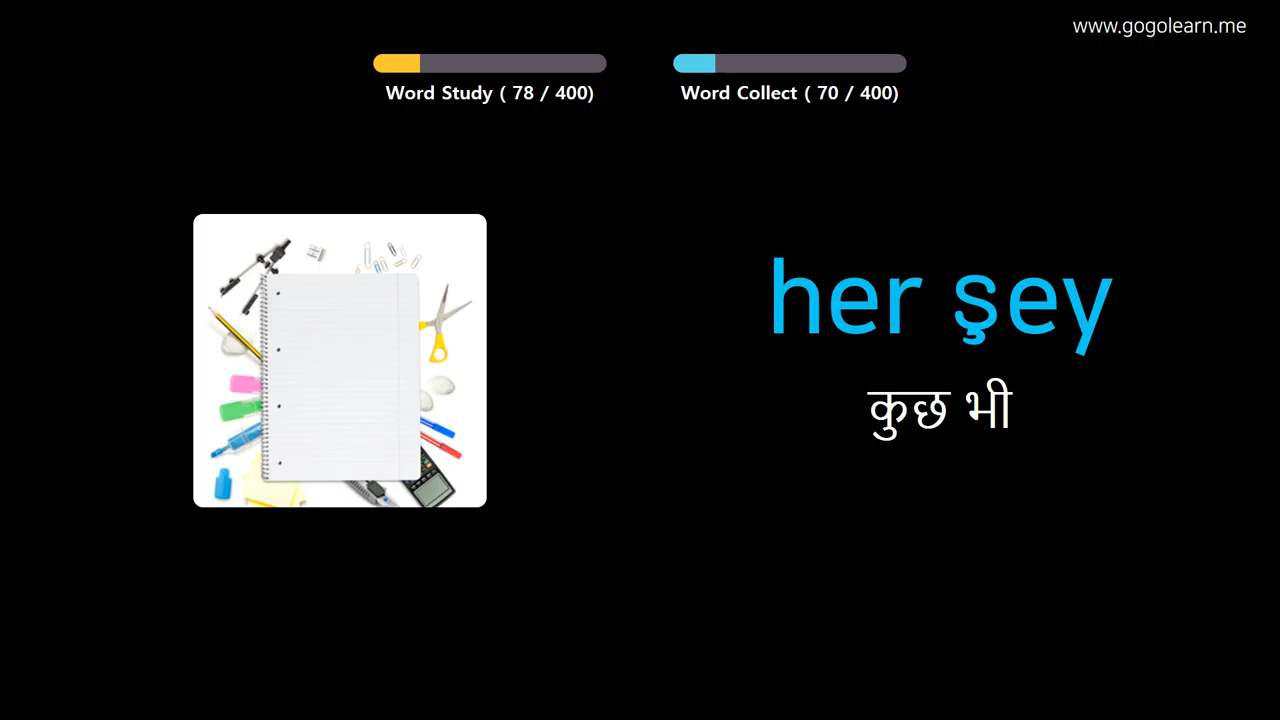 www.gogolearn.me
Word Study ( 78 / 400)
Word Collect ( 70 / 400)
her şey
कुछ भी